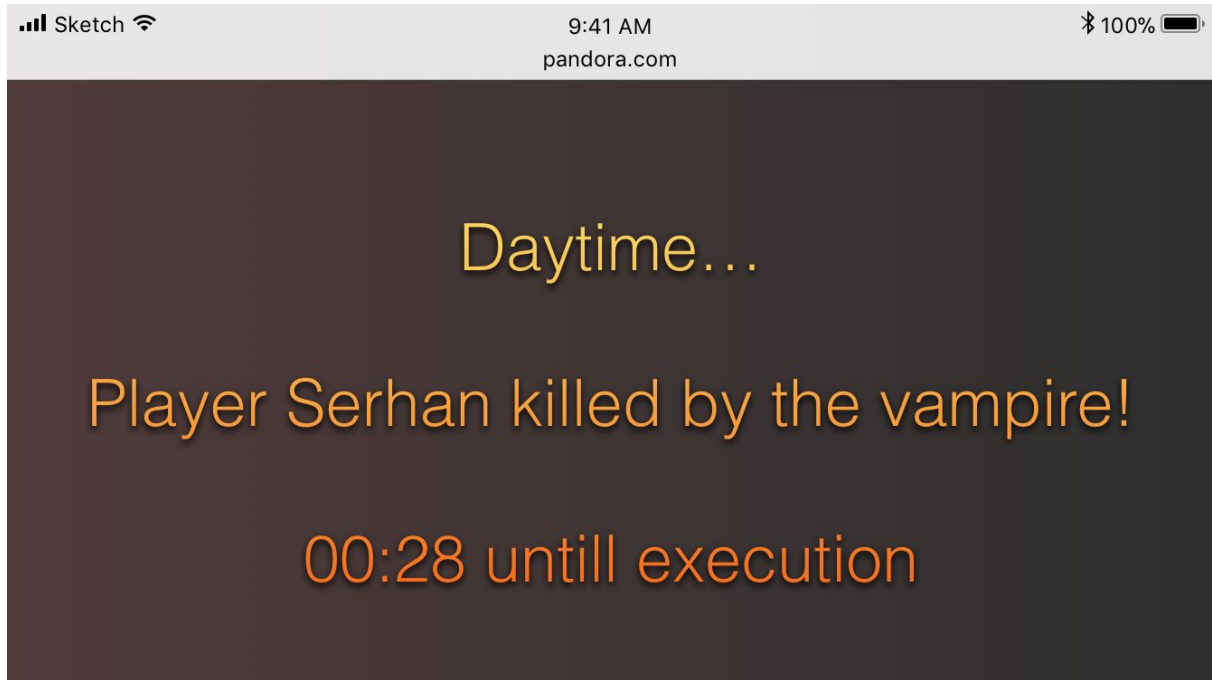 Sketch 9:41 AM 100%
pandora.com
Daytime...
Player Serhan killed by the vampire!
00:28 untill execution